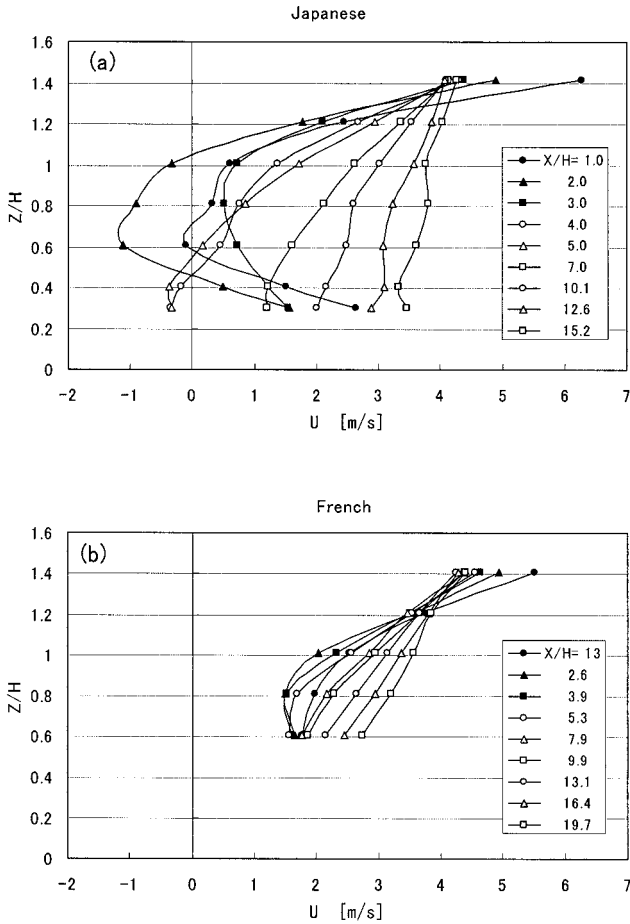 Japanese
(a)
1.6
1.4
1.2
1
0.8
0.6
0.4
0.2
0
Z/H
-2 -1 0 1 2 3 4 5 6 7
U [m/s]
X/H= 1.0
2.0
3.0
4.0
5.0
7.0
10.1
12.6
15.2
French
(b)
1.6
1.4
1.2
1
0.8
0.6
0.4
0.2
0
Z/H
-2 -1 0 1 2 3 4 5 6 7
U [m/s]
X/H= 13
2.6
3.9
5.3
7.9
9.9
13.1
16.4
19.7